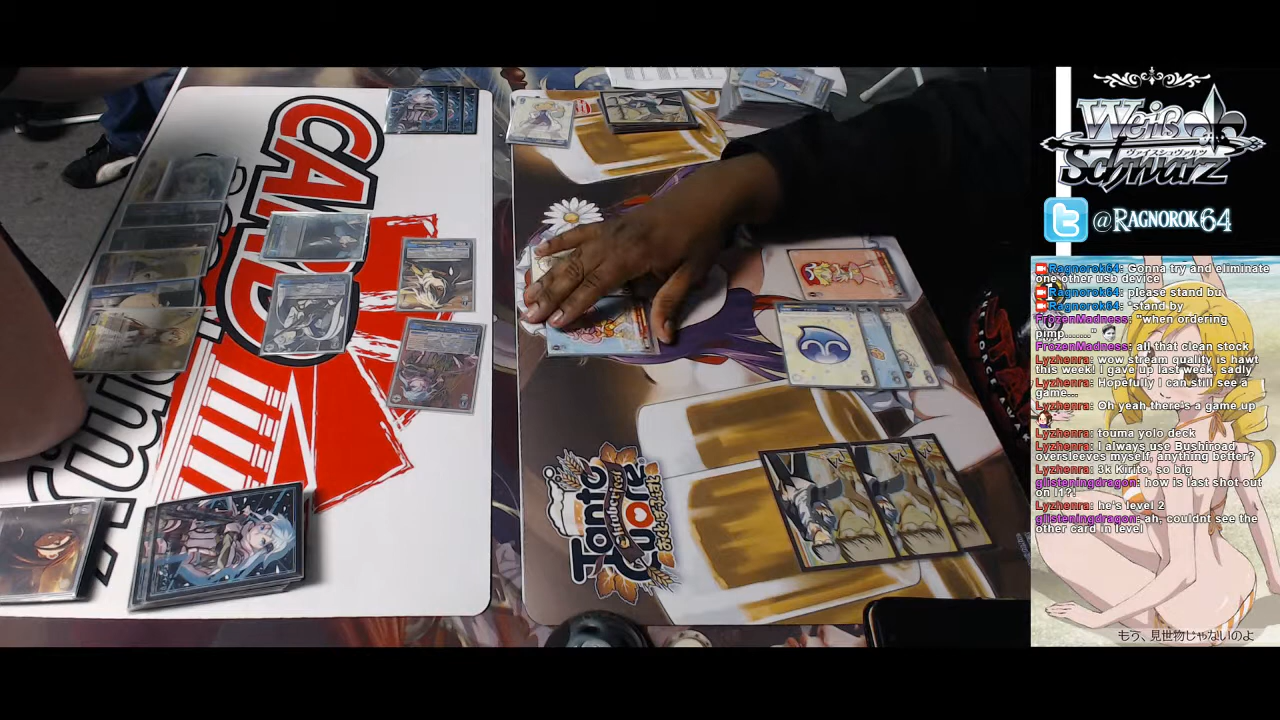 CARD
Tanto
Cuore
Oktoberfest
Weiß
ヴァイスシュヴァルツ
Schwarz
@RAGNOROK64
Ragnorok64: Gonna try and eliminate
one other usb device
Ragnorok64: please stand bu
Ragnorok64: *stand by
FrozenMadness: "when ordering
pimp......."
FrozenMadness: all that clean stock
Lyzhenra: wow stream quality is hawt
this week! I gave up last week, sadly
Lyzhenra: Hopefully I can still see a
game...
Lyzhenra: Oh yeah there's a game up
Lyzhenra: touma yolo deck
Lyzhenra: I always use Bushiroad
oversleeves myself, anything better?
Lyzhenra: 3k Kirito, so big
glisteningdragon: how is last shot out
on l1?!
Lyzhenra: he's level 2
glisteningdragon: ah, couldnt see the
other card in level
もう、見世物じゃないのよ